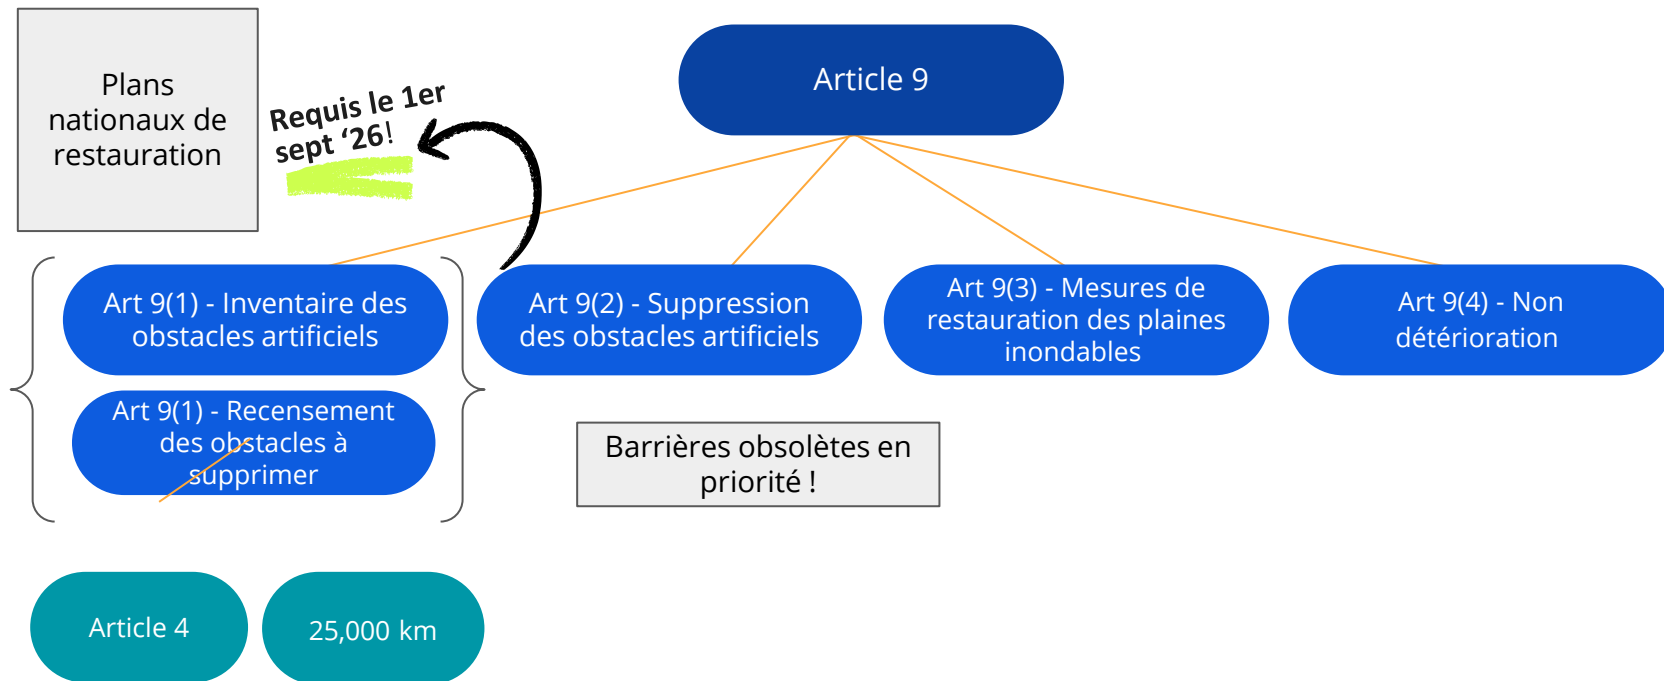 Plans
nationaux de
restauration
Requis le 1er
sept ‘26!
Article 9
Art 9(1) - Inventaire des
obstacles artificiels
Art 9(2) - Suppression
des obstacles artificiels
Art 9(3) - Mesures de
restauration des plaines
inondables
Art 9(4) - Non
détérioration
Art 9(1) - Recensement
des obstacles à
supprimer
Barrières obsolètes en
priorité !
Article 4
25,000 km